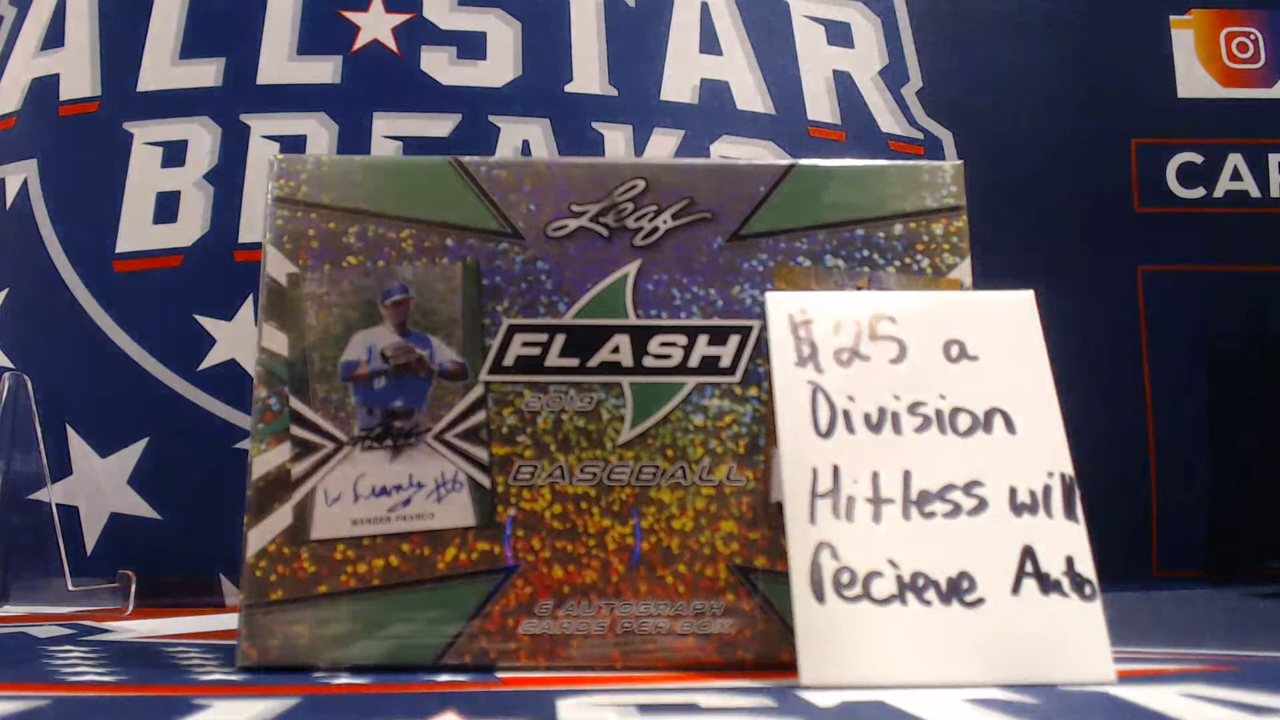 ALL★STAR
BREAKS
CAR
Leaf
FLASH
2019
BASEBALL
WANDER FRANCO
6 AUTOGRAPH
CARDS PER BOX
$25 a
Division
Hitless will
recieve Auto